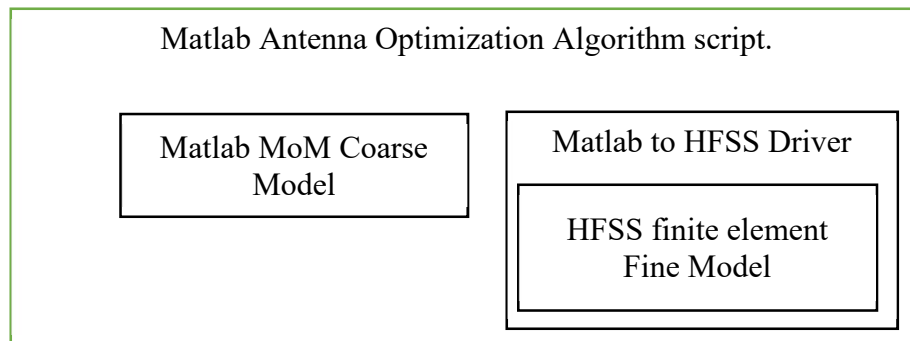 Matlab Antenna Optimization Algorithm script.
Matlab MoM Coarse
Model
Matlab to HFSS Driver
HFSS finite element
Fine Model